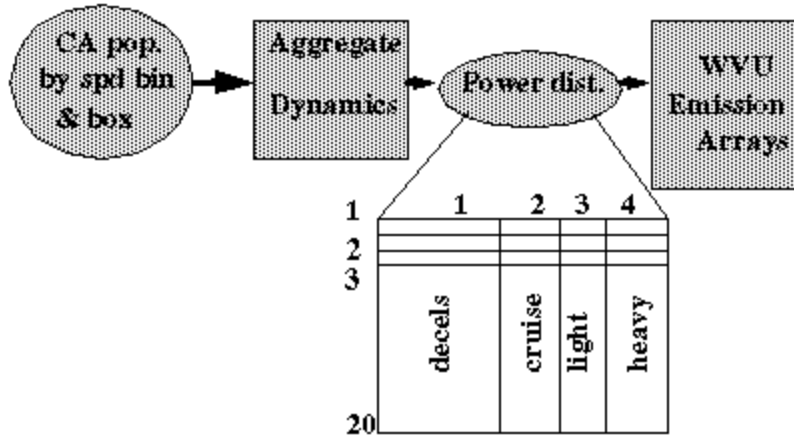 CA pop.
by spd bin
& box
Aggregate
Dynamics
Power dist.
WVU
Emission
Arrays
1 2 3 4
1
2
3
20
decels
cruise
light
heavy